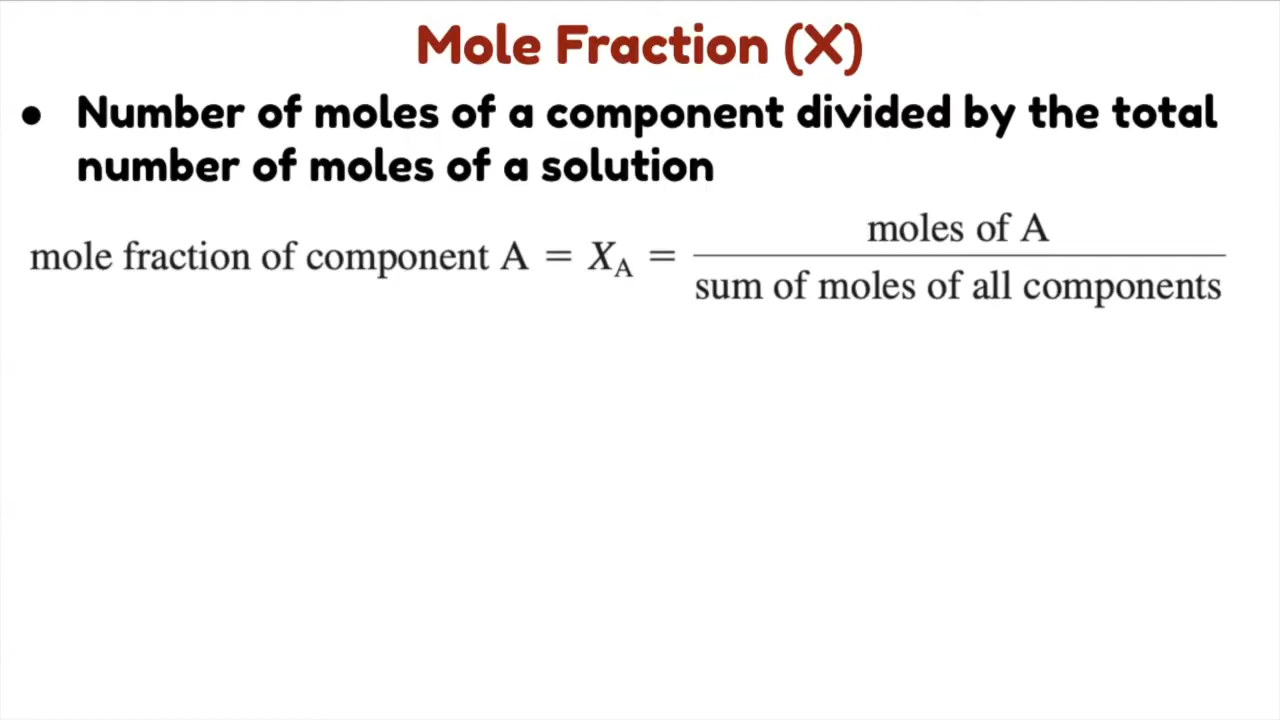 Mole Fraction (X)
● Number of moles of a component divided by the total
number of moles of a solution
mole fraction of component A = X_A = moles of A
sum of moles of all components